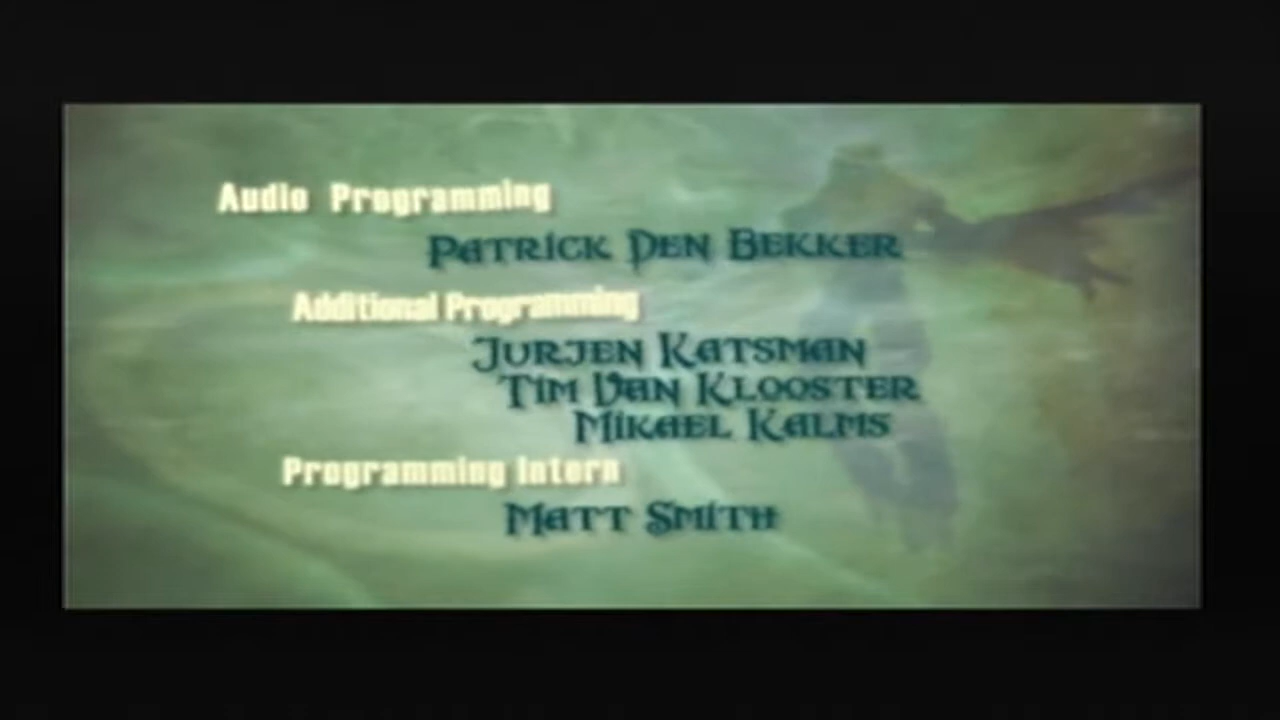 Audio Programming
Patrick Den Bekker
Additional Programming
Jurjen Katsman
Tim Van Klooster
Mikael Kalms
Programming Intern
Matt Smith